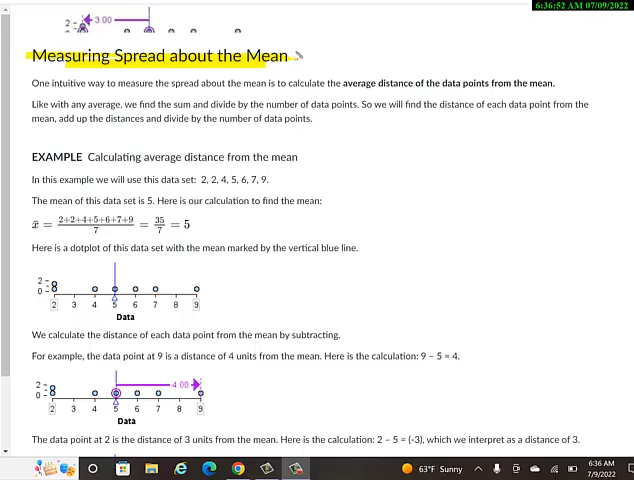 6:36:52 AM 07/09/2022
2
3.00
Measuring Spread about the Mean
One intuitive way to measure the spread about the mean is to calculate the average distance of the data points from the mean.
Like with any average, we find the sum and divide by the number of data points. So we will find the distance of each data point from the
mean, add up the distances and divide by the number of data points.
EXAMPLE Calculating average distance from the mean
In this example we will use this data set: 2, 2, 4, 5, 6, 7, 9.
The mean of this data set is 5. Here is our calculation to find the mean:
x̄ = 2+2+4+5+6+7+9/7 = 35/7 = 5
Here is a dotplot of this data set with the mean marked by the vertical blue line.
2
0
2 3 4 5 6 7 8 9
Data
We calculate the distance of each data point from the mean by subtracting.
For example, the data point at 9 is a distance of 4 units from the mean. Here is the calculation: 9 − 5 = 4.
4.00
2
0
2 3 4 5 6 7 8 9
Data
The data point at 2 is the distance of 3 units from the mean. Here is the calculation: 2 − 5 = (-3), which we interpret as a distance of 3.
63°F Sunny
6:36 AM
7/9/2022